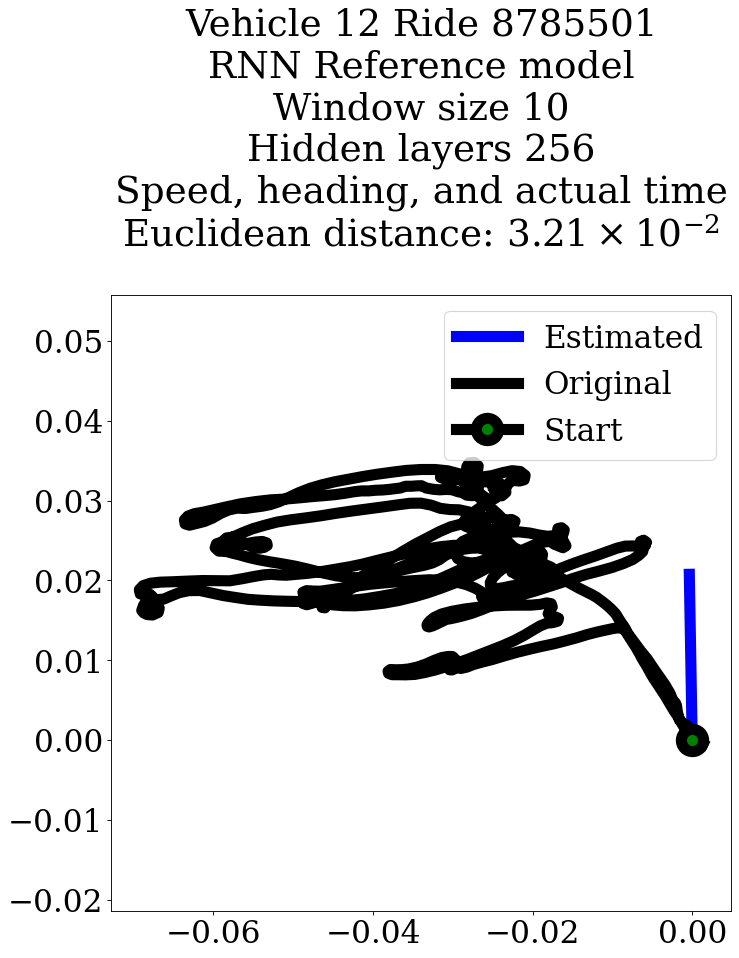 Vehicle 12 Ride 8785501
RNN Reference model
Window size 10
Hidden layers 256
Speed, heading, and actual time
Euclidean distance: 3.21 × 10⁻²
Estimated
Original
Start
0.05
0.04
0.03
0.02
0.01
0.00
−0.01
−0.02
−0.06 −0.04 −0.02 0.00